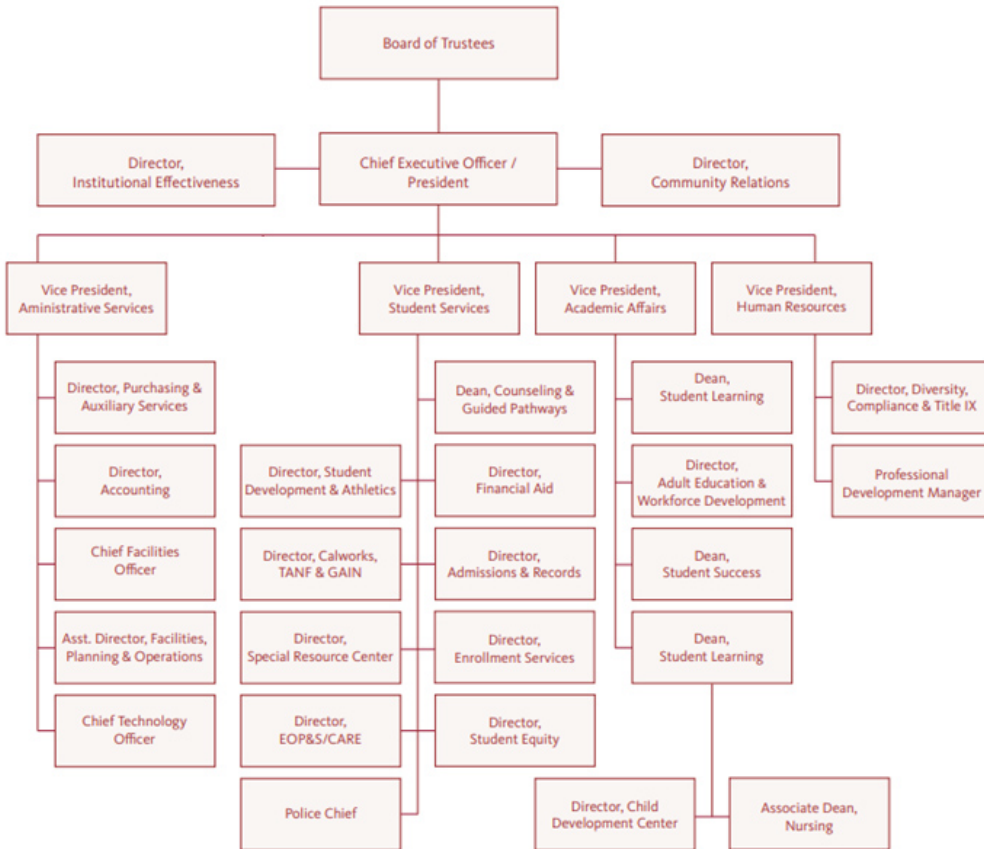 Board of Trustees
Director,
Institutional Effectiveness
Chief Executive Officer /
President
Director,
Community Relations
Vice President,
Aministrative Services
Vice President,
Student Services
Vice President,
Academic Affairs
Vice President,
Human Resources
Director, Purchasing &
Auxiliary Services
Dean, Counseling &
Guided Pathways
Dean,
Student Learning
Director, Diversity,
Compliance & Title IX
Director,
Accounting
Director, Student
Development & Athletics
Director,
Financial Aid
Director,
Adult Education &
Workforce Development
Professional
Development Manager
Chief Facilities
Officer
Director, Calworks,
TANF & GAIN
Director,
Admissions & Records
Dean,
Student Success
Asst. Director, Facilities,
Planning & Operations
Director,
Special Resource Center
Director,
Enrollment Services
Dean,
Student Learning
Chief Technology
Officer
Director,
EOP&S/CARE
Director,
Student Equity
Police Chief
Director, Child
Development Center
Associate Dean,
Nursing